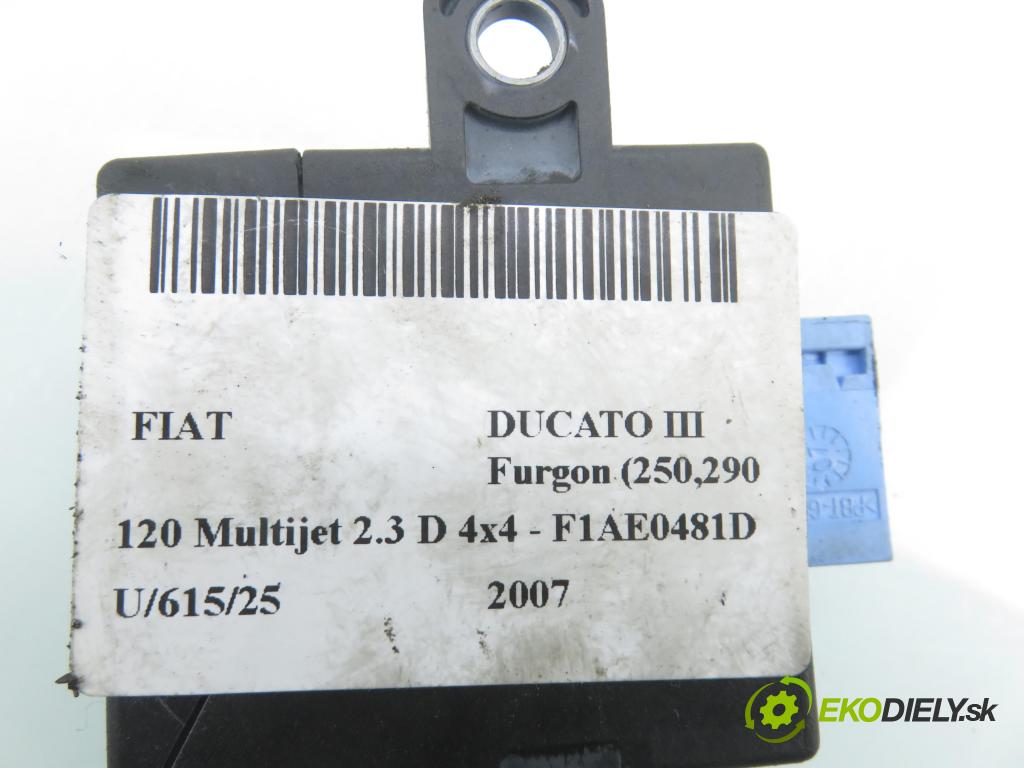 FIAT DUCATO III
Furgon (250,290
120 Multijet 2.3 D 4x4 - F1AE0481D
U/615/25 2007
EKODIELY.sk